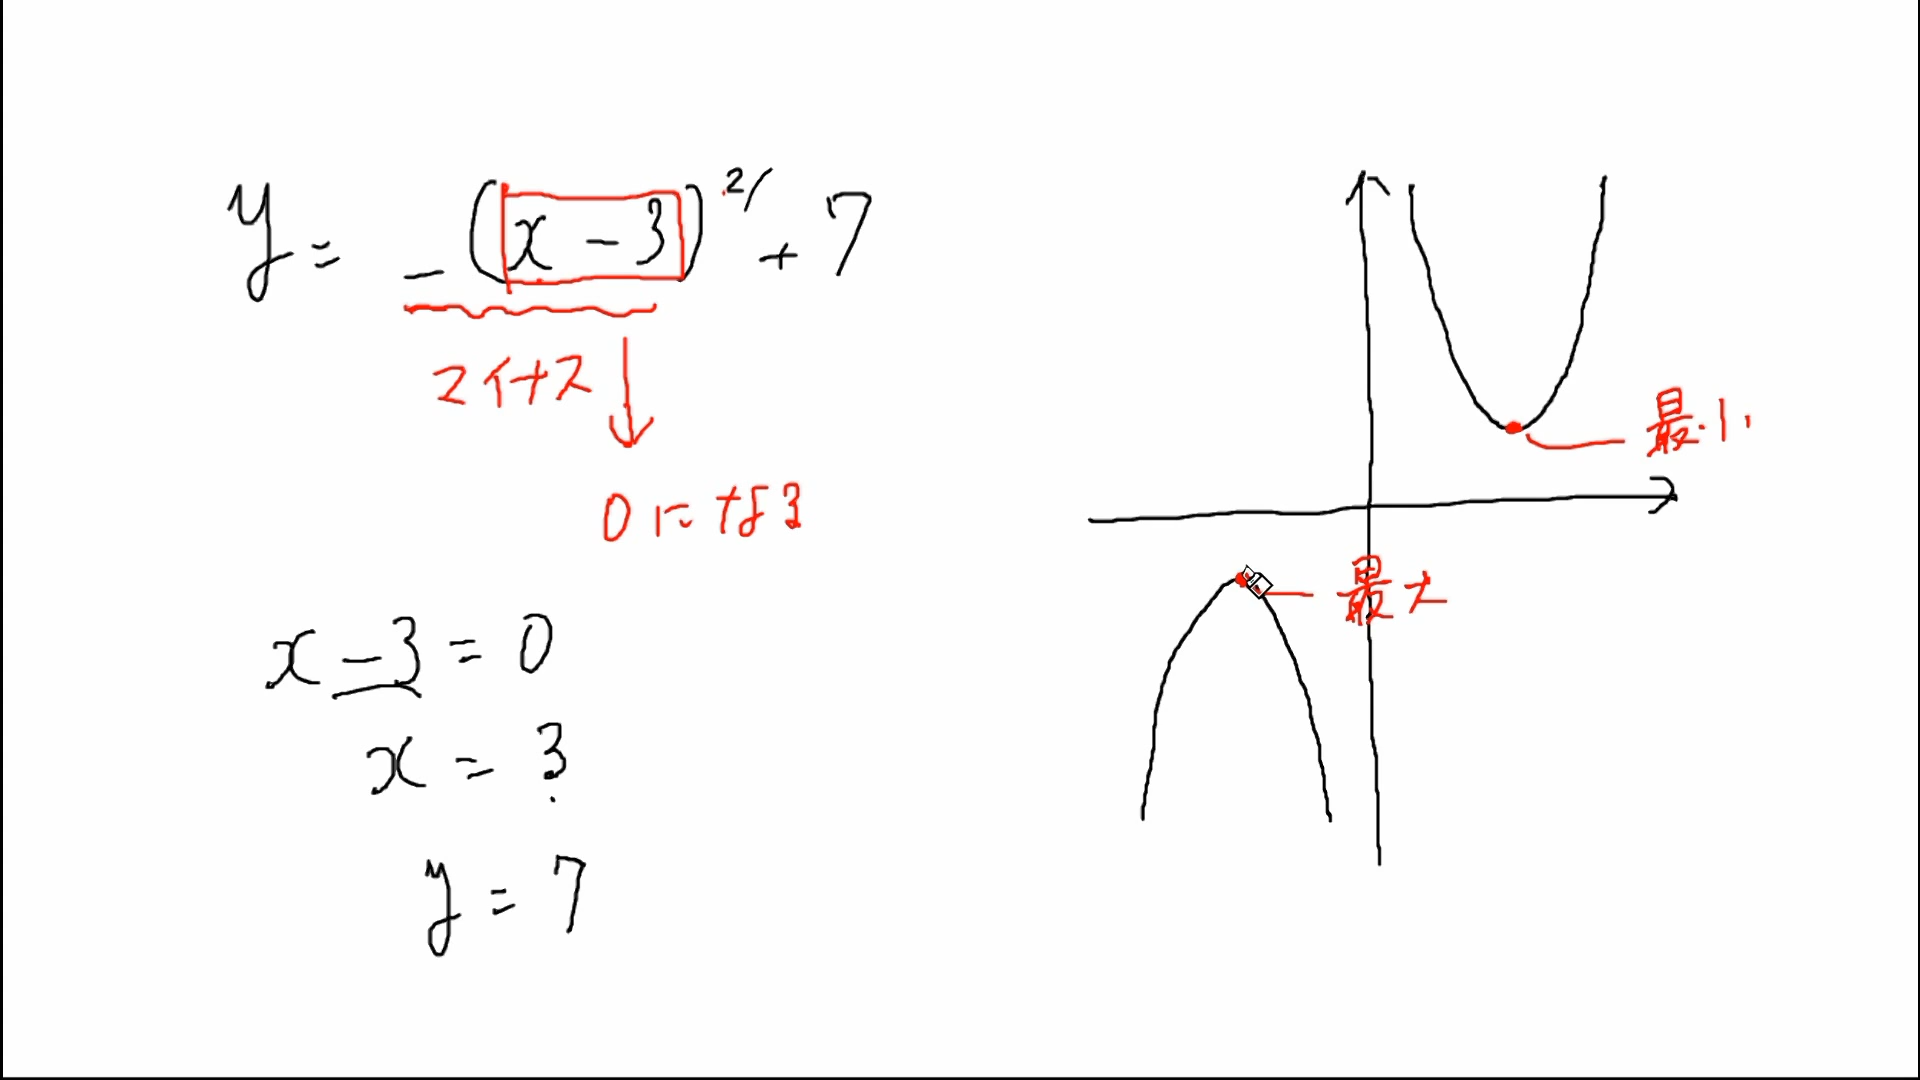 y = -(x - 3)² + 7
マイナス
0になる
x - 3 = 0
x = 3
y = 7
最小
最大